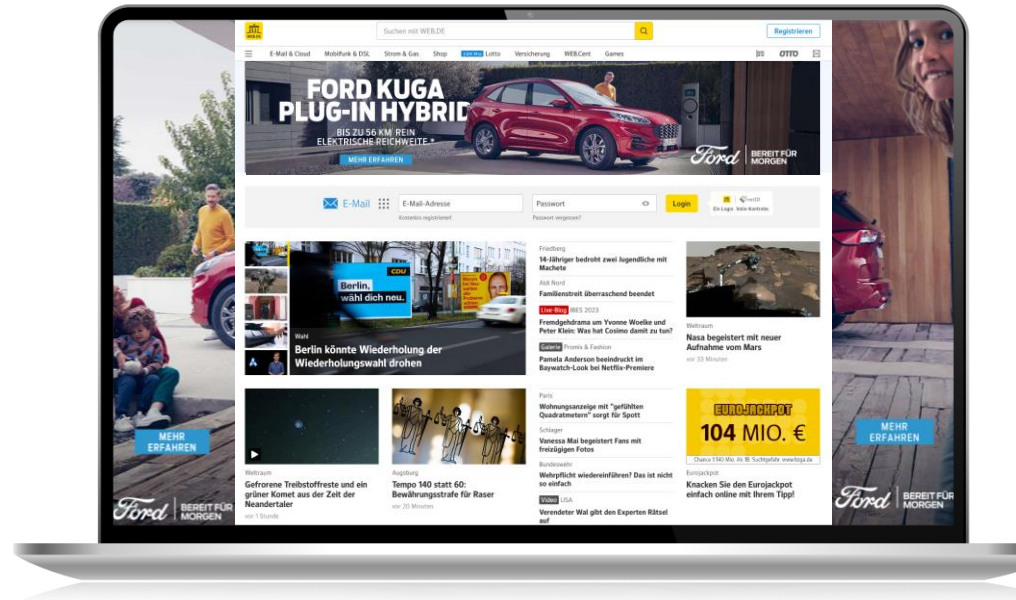 WEB.DE
Suchen mit WEB.DE
Registrieren
E-Mail & Cloud
Mobilfunk & DSL
Strom & Gas
Shop
Lotto
Versicherung
WEB.Cent
Games
OTTO
FORD KUGA
PLUG-IN HYBRID
BIS ZU 56 KM REIN
ELEKTRISCHE REICHWEITE.*
MEHR ERFAHREN
Ford
BEREIT FÜR
MORGEN
E-Mail
E-Mail-Adresse
Passwort
Login
Ein Login. Volle Kontrolle.
Kostenlos registrieren!
Passwort vergessen?
CDU
Berlin,
wähl dich neu.
Wahl
Berlin könnte Wiederholung der
Wiederholungswahl drohen
Friedberg
14-Jähriger bedroht zwei Jugendliche mit
Machete
Aldi Nord
Familienstreit überraschend beendet
Live-Blog IBES 2023
Fremdgehdrama um Yvonne Woelke und
Peter Klein: Was hat Cosimo damit zu tun?
Galerie Promis & Fashion
Pamela Anderson beeindruckt im
Baywatch-Look bei Netflix-Premiere
Weltraum
Nasa begeistert mit neuer
Aufnahme vom Mars
vor 33 Minuten
Weltraum
Gefrorene Treibstoffreste und ein
grüner Komet aus der Zeit der
Neandertaler
vor 1 Stunde
Augsburg
Tempo 140 statt 60:
Bewährungsstrafe für Raser
vor 20 Minuten
Paris
Wohnungsanzeige mit "gefühlten
Quadratmetern" sorgt für Spott
Schlager
Vanessa Mai begeistert Fans mit
freizügigen Fotos
Bundeswehr
Wehrpflicht wiedereinführen? Das ist nicht
so einfach
Video USA
Verendeter Wal gibt den Experten Rätsel
auf
EUROJACKPOT
104 MIO. €
Chance 1:140 Mio. Ab 18. Suchtgefahr. www.bzga.de
Eurojackpot
Knacken Sie den Eurojackpot
einfach online mit Ihrem Tipp!
MEHR
ERFAHREN
Ford
BEREIT FÜR
MORGEN
MEHR
ERFAHREN
Ford
BEREIT FÜR
MORGEN